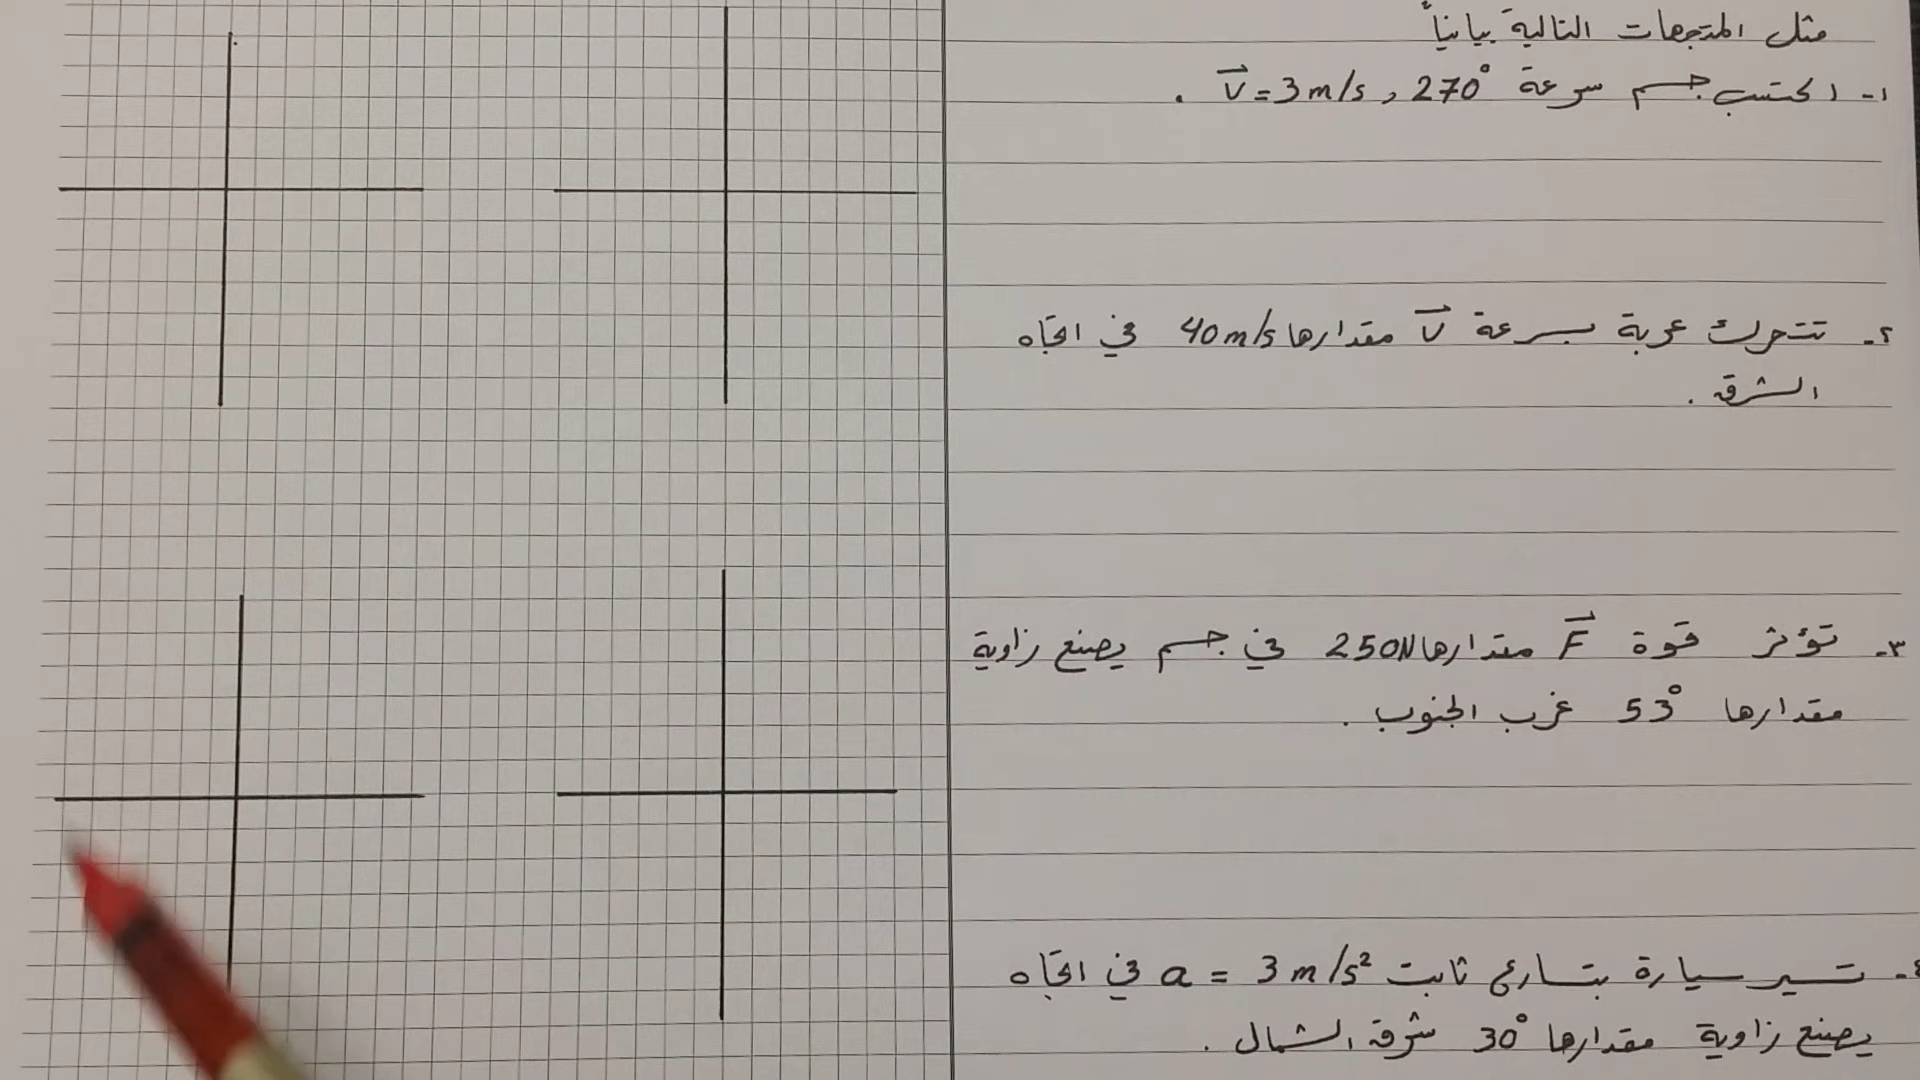 مثل المتجهات التالية بيانياً
١- اكتسب جسم سرعة V⃗ = 3 m/s , 270° .
٢- تتحرك عربة بسرعة V⃗ مقدارها 40 m/s في اتجاه
الشرق .
٣- تؤثر قوة F⃗ مقدارها 250N في جسم يصنع زاوية
مقدارها 53° غرب الجنوب .
٤- تسير سيارة بتسارع ثابت a = 3 m/s² في اتجاه
يصنع زاوية مقدارها 30° شرق الشمال .